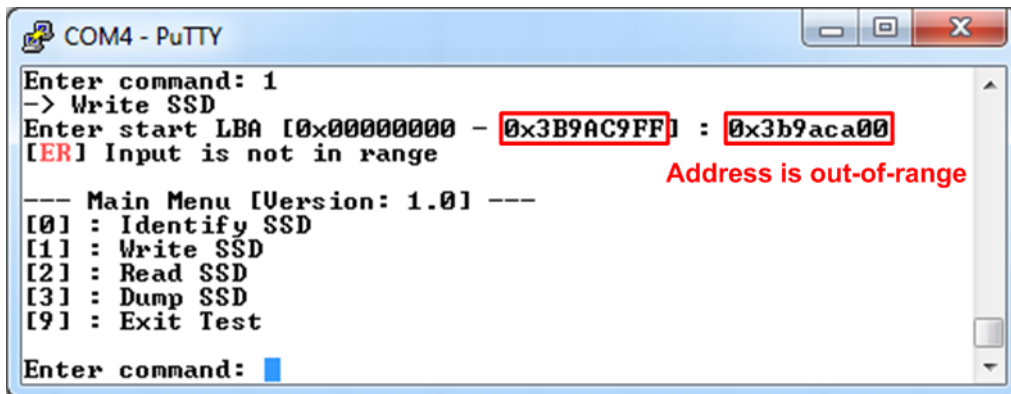 COM4 - PuTTY
Enter command: 1
-> Write SSD
Enter start LBA [0x00000000 - 0x3B9AC9FF] : 0x3b9aca00
[ER] Input is not in range
Address is out-of-range
--- Main Menu [Version: 1.0] ---
[0] : Identify SSD
[1] : Write SSD
[2] : Read SSD
[3] : Dump SSD
[9] : Exit Test
Enter command: